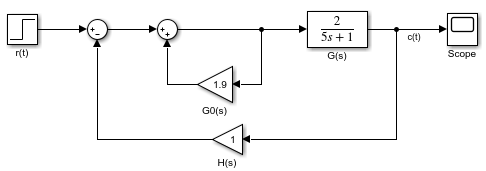 2
5s + 1
r(t)
G(s)
c(t)
Scope
1.9
G0(s)
1
H(s)